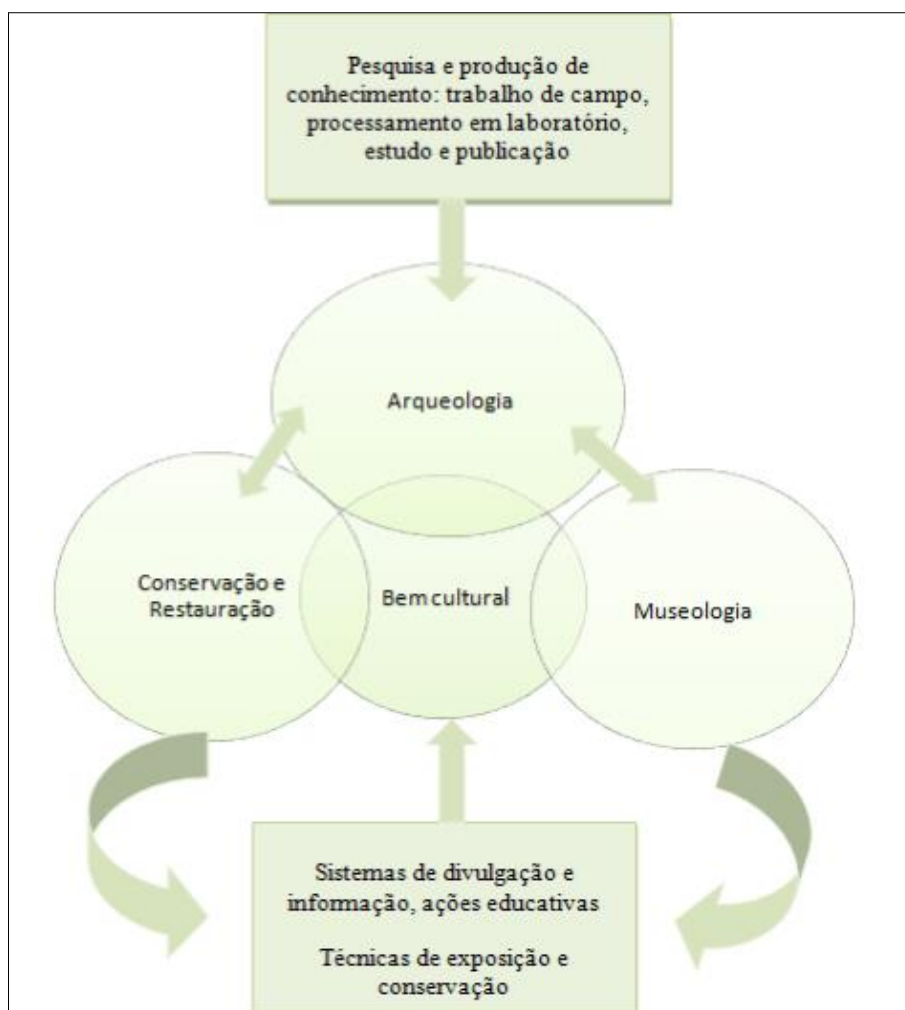 Pesquisa e produção de
conhecimento: trabalho de campo,
processamento em laboratório,
estudo e publicação
Arqueologia
Conservação e
Restauração
Bem cultural
Museologia
Sistemas de divulgação e
informação, ações educativas
Técnicas de exposição e
conservação